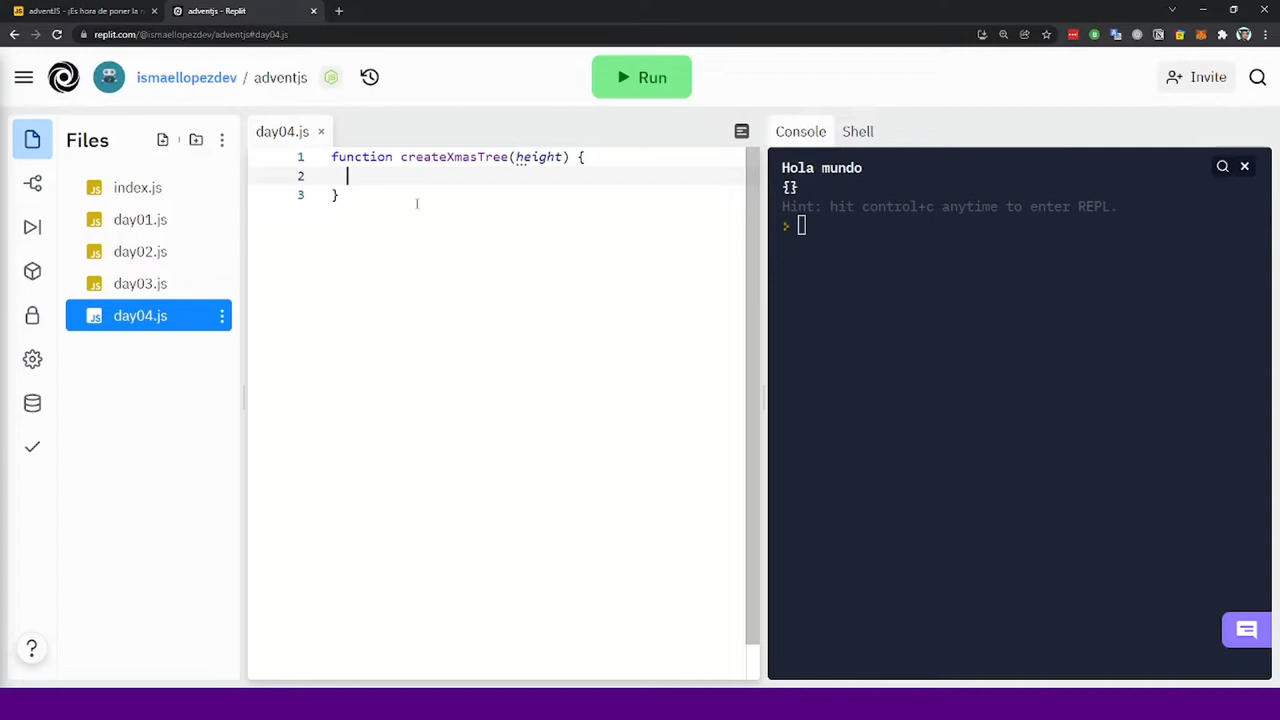 adventJS - ¡Es hora de poner la n
adventjs - Replit
replit.com/@ismaellopezdev/adventjs#day04.js
ismaellopezdev / adventjs
Run
Invite
Files
index.js
day01.js
day02.js
day03.js
day04.js
day04.js
1 function createXmasTree(height) {
2
3 }
Console
Shell
Hola mundo
{}
Hint: hit control+c anytime to enter REPL.
>